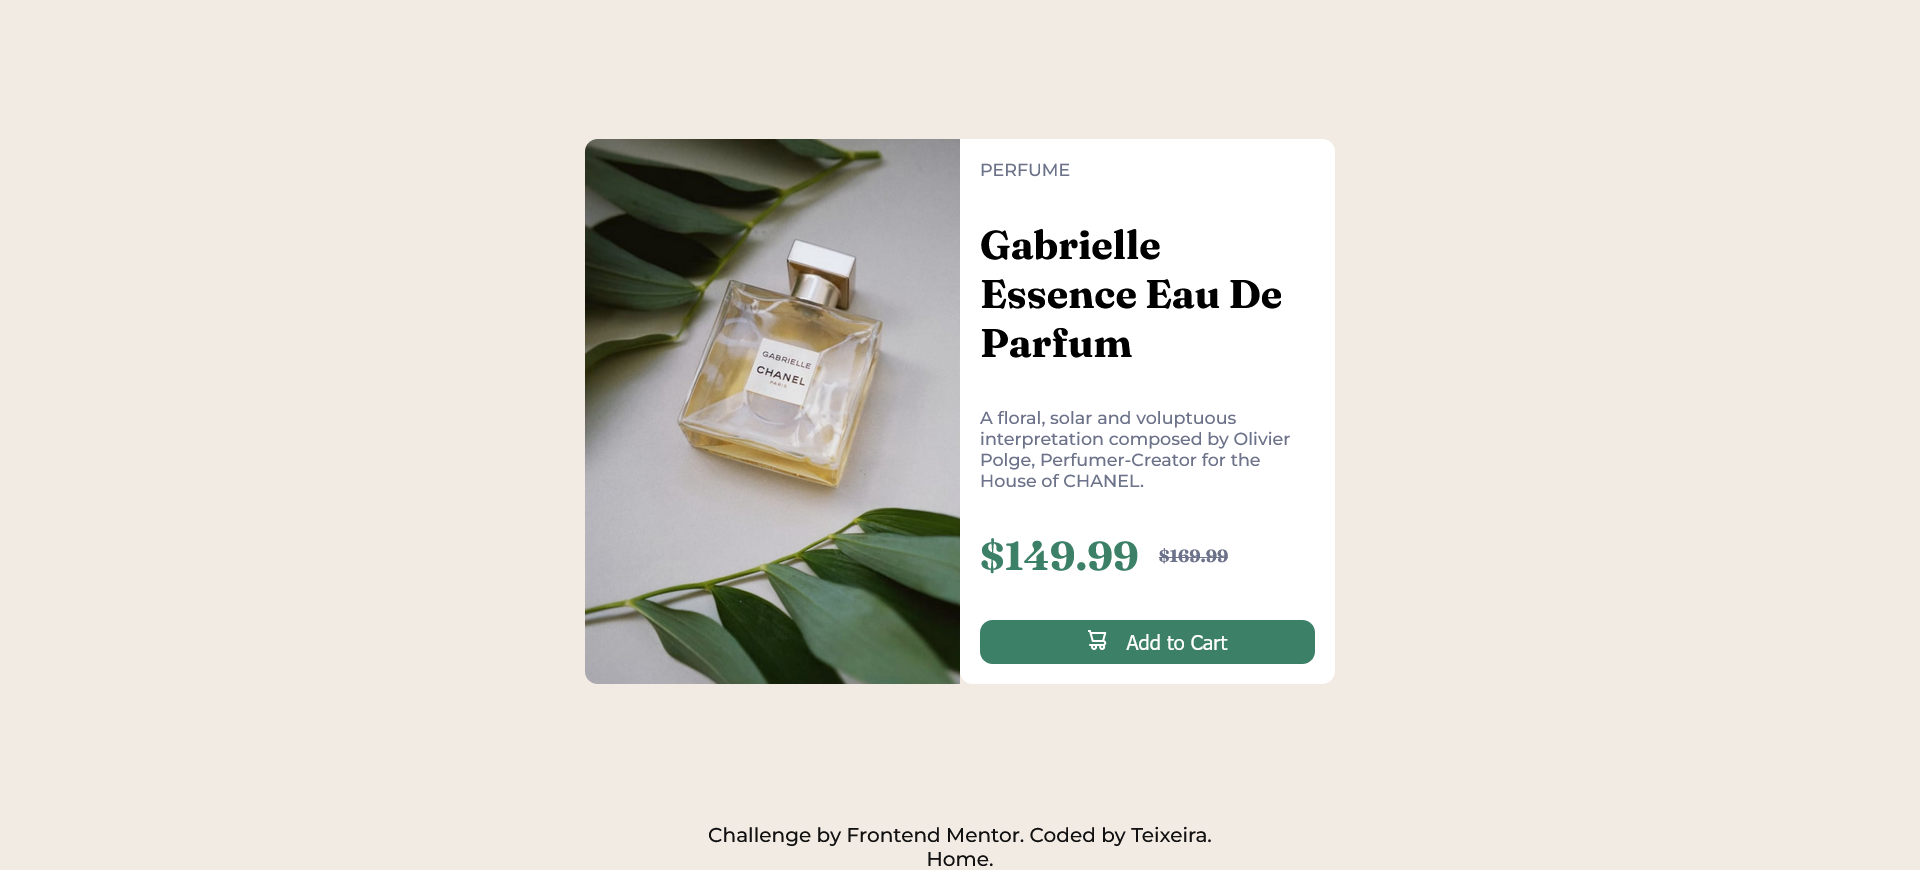 GABRIELLE
CHANEL
PARIS
PERFUME
Gabrielle
Essence Eau De
Parfum
A floral, solar and voluptuous
interpretation composed by Olivier
Polge, Perfumer-Creator for the
House of CHANEL.
$149.99 $169.99
Add to Cart
Challenge by Frontend Mentor. Coded by Teixeira.
Home.